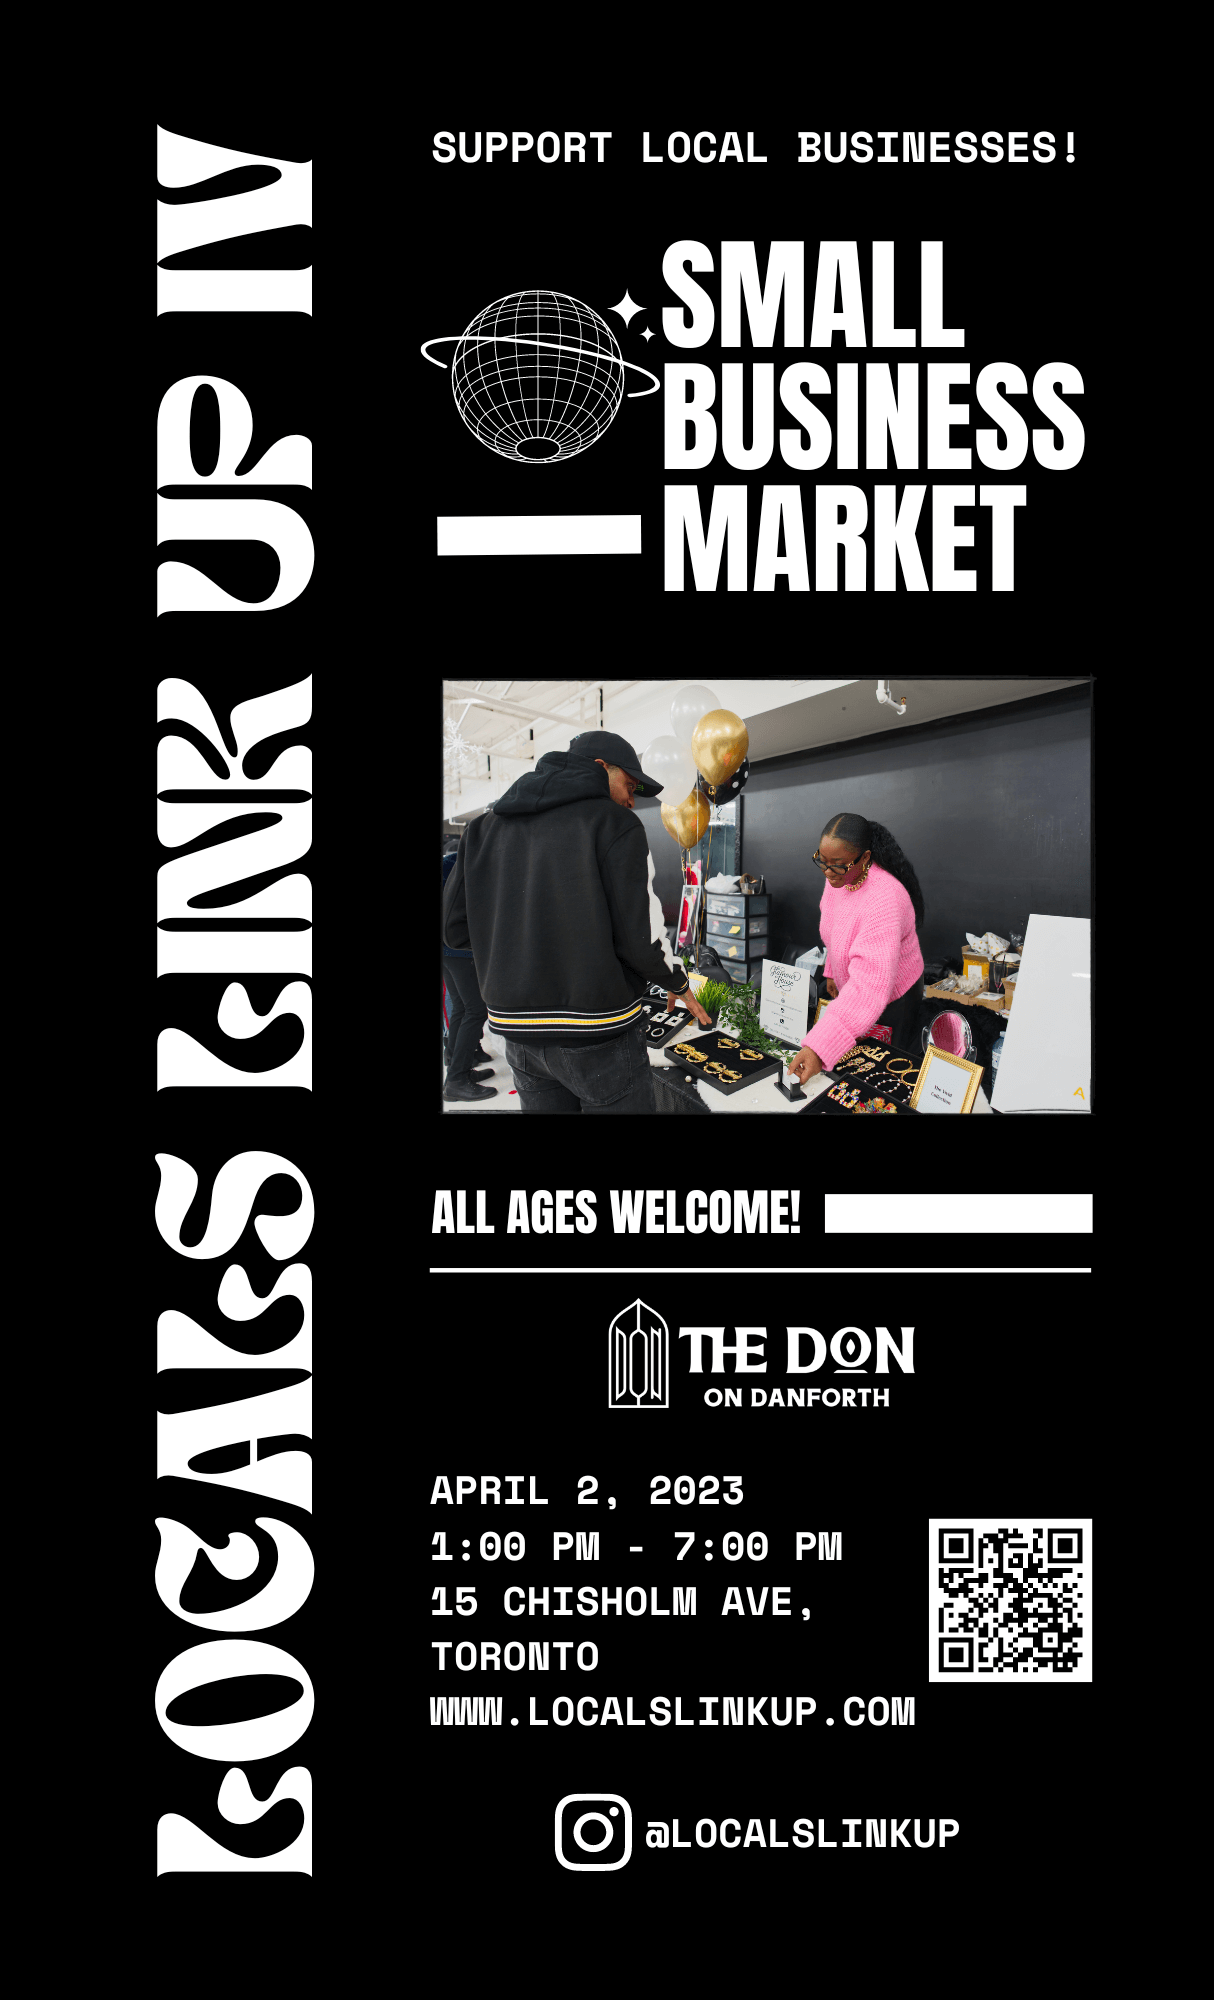 LOCALS LINK UP IV
SUPPORT LOCAL BUSINESSES!
SMALL
BUSINESS
MARKET
ALL AGES WELCOME!
DON
THE DON
ON DANFORTH
APRIL 2, 2023
1:00 PM - 7:00 PM
15 CHISHOLM AVE,
TORONTO
WWW.LOCALSLINKUP.COM
@LOCALSLINKUP